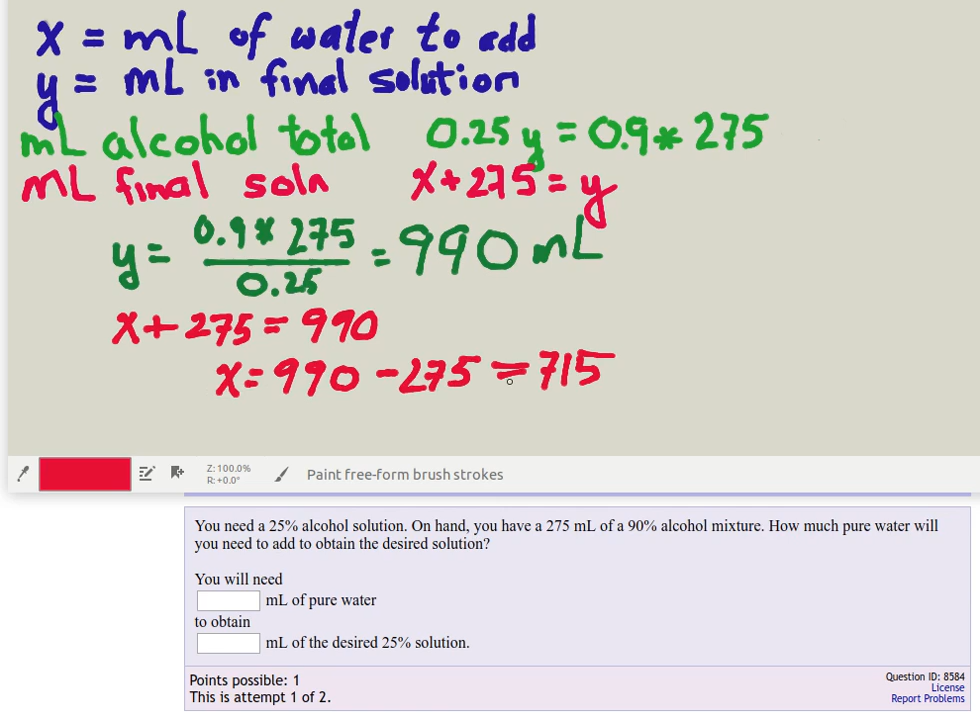 x = mL of water to add
y = mL in final solution
mL alcohol total 0.25 y = 0.9 * 275
mL final soln x + 275 = y
y = 0.9 * 275 / 0.25 = 990 mL
x + 275 = 990
x = 990 - 275 = 715
Z: 100.0%
R: +0.0°
Paint free-form brush strokes
You need a 25% alcohol solution. On hand, you have a 275 mL of a 90% alcohol mixture. How much pure water will
you need to add to obtain the desired solution?
You will need
mL of pure water
to obtain
mL of the desired 25% solution.
Points possible: 1
This is attempt 1 of 2.
Question ID: 8584
License
Report Problems